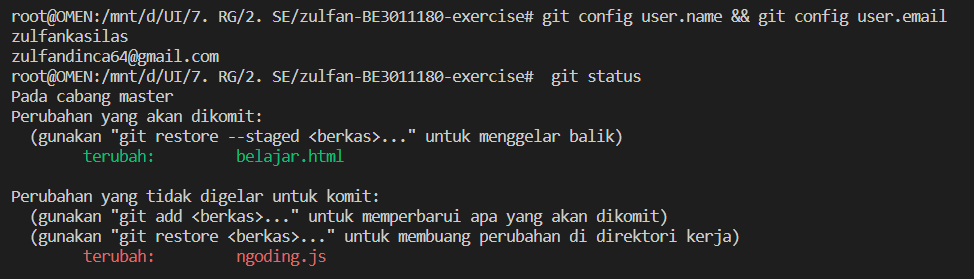 root@OMEN:/mnt/d/UI/7. RG/2. SE/zulfan-BE3011180-exercise# git config user.name && git config user.email
zulfankasilas
zulfandinca64@gmail.com
root@OMEN:/mnt/d/UI/7. RG/2. SE/zulfan-BE3011180-exercise#  git status
Pada cabang master
Perubahan yang akan dikomit:
  (gunakan "git restore --staged <berkas>..." untuk menggelar balik)
        terubah:         belajar.html

Perubahan yang tidak digelar untuk komit:
  (gunakan "git add <berkas>..." untuk memperbarui apa yang akan dikomit)
  (gunakan "git restore <berkas>..." untuk membuang perubahan di direktori kerja)
        terubah:         ngoding.js